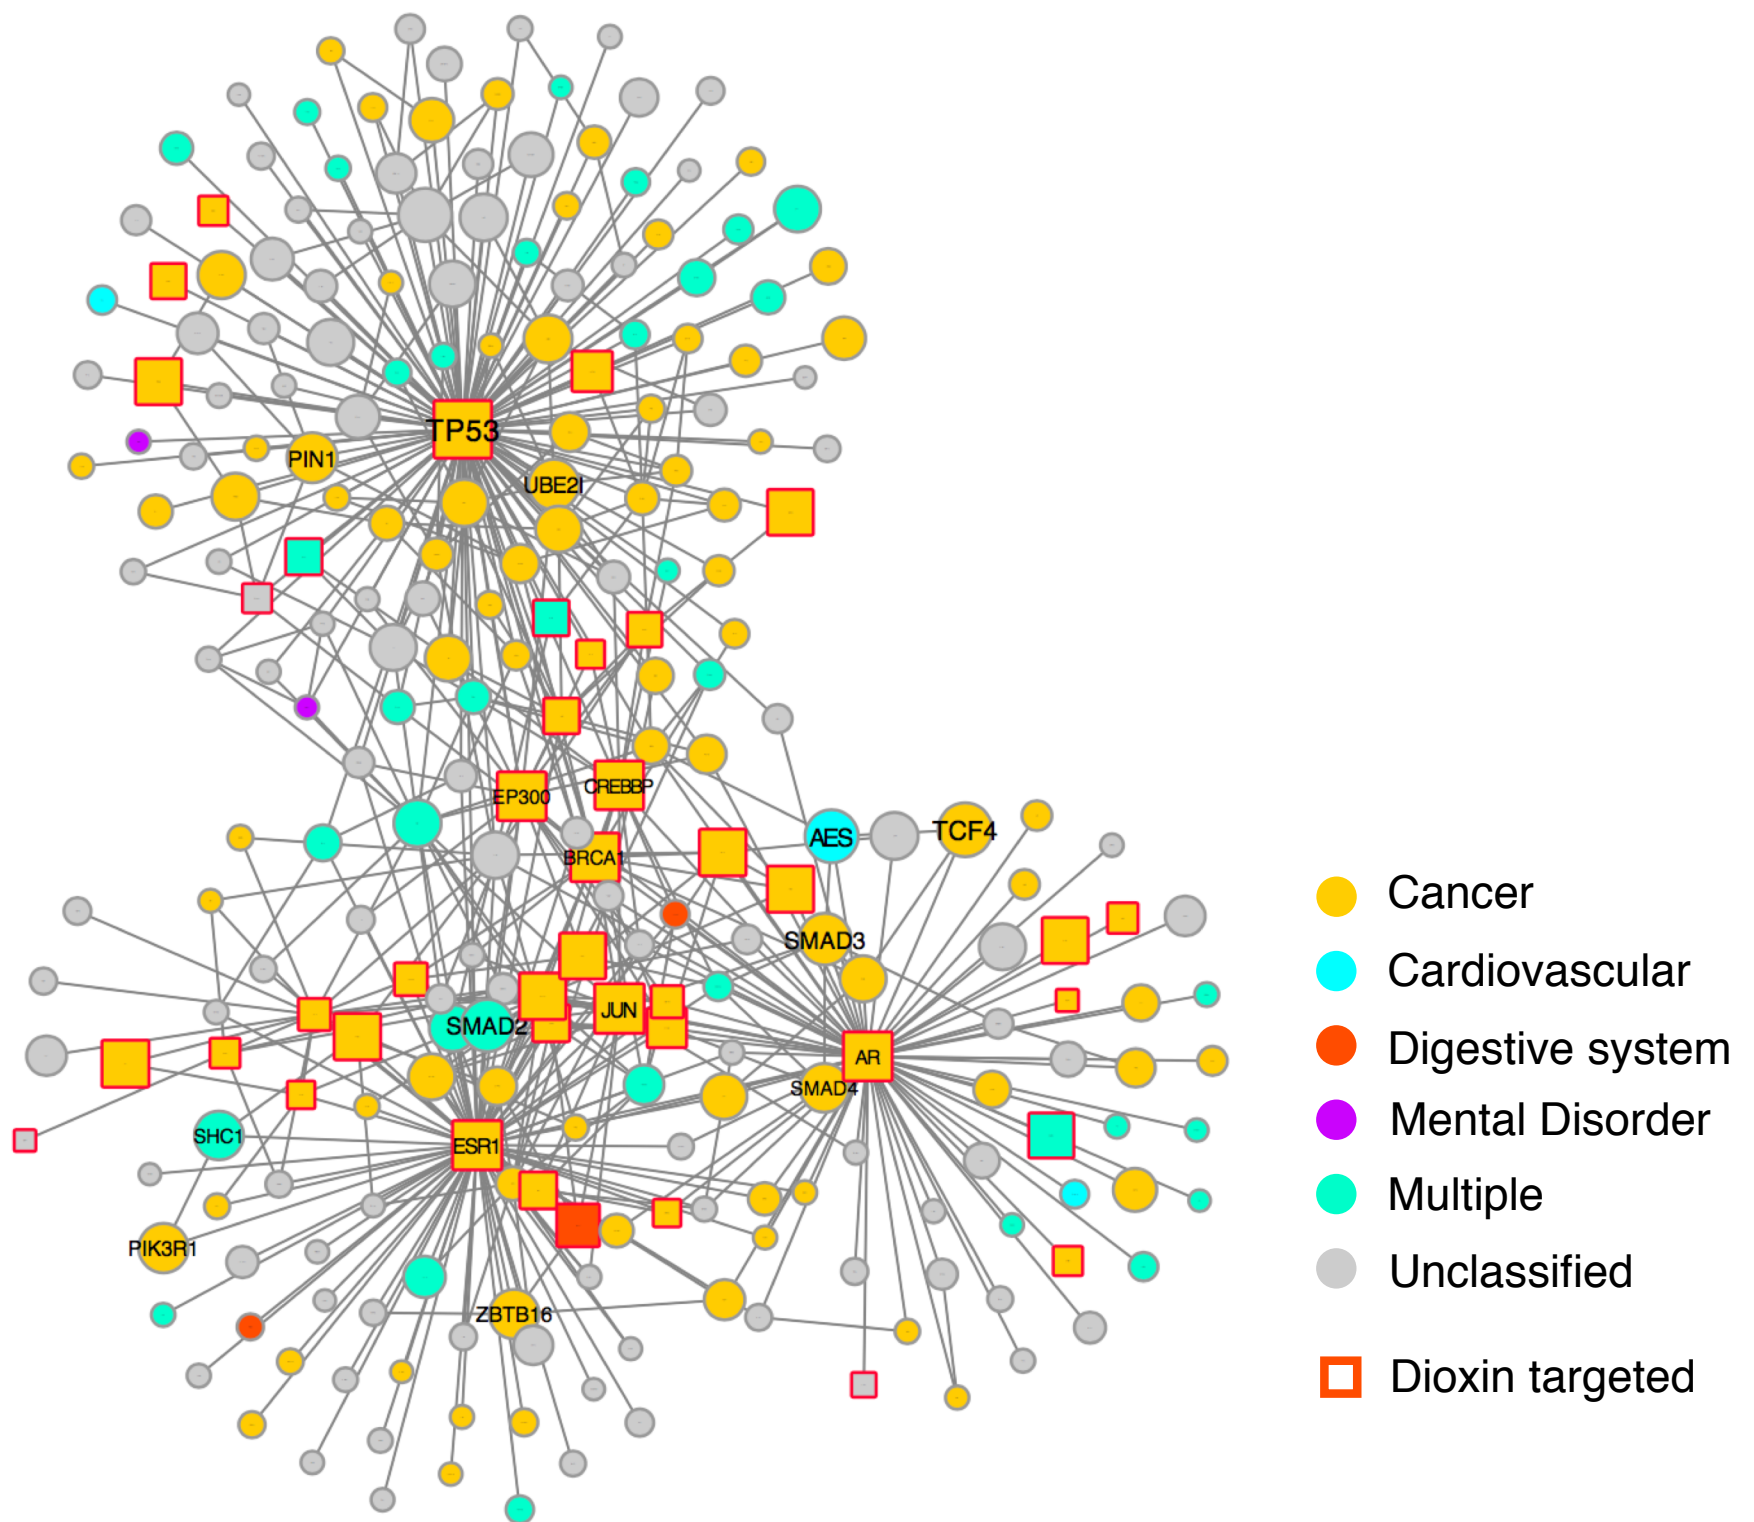 TP53
PIN1
UBE2I
EP300
CREBBP
BRCA1
AES
TCF4
SMAD3
SMAD2
JUN
AR
SMAD4
SHC1
ESR1
PIK3R1
ZBTB16
Cancer
Cardiovascular
Digestive system
Mental Disorder
Multiple
Unclassified
Dioxin targeted